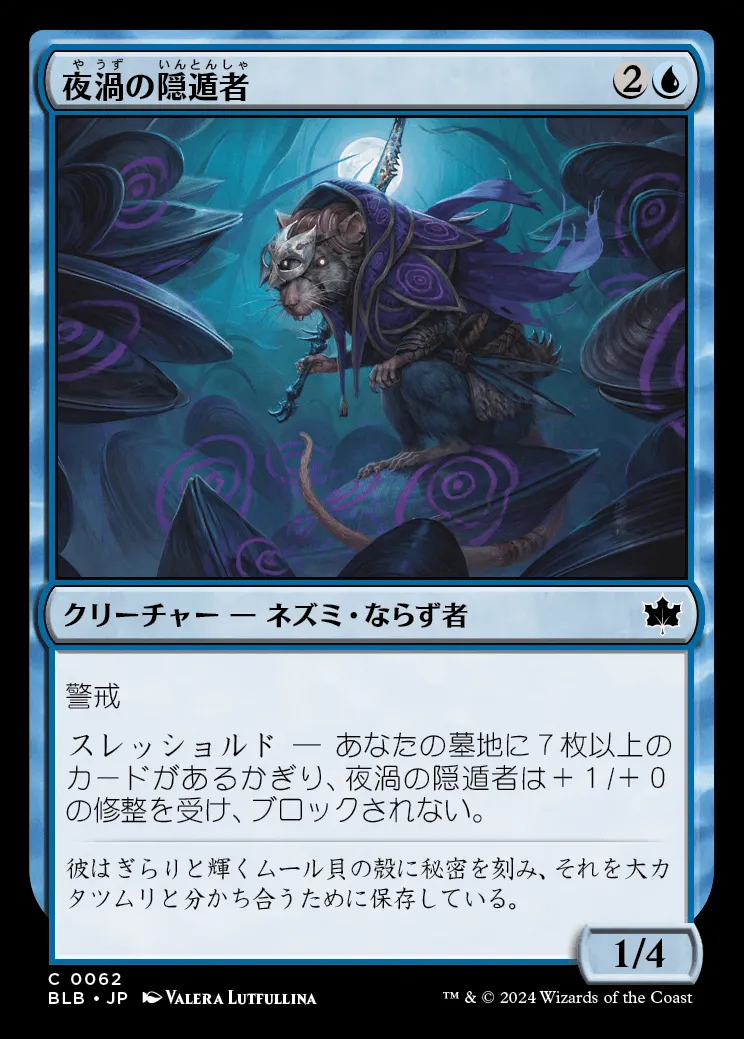 やうず いんとんしゃ
夜渦の隠遁者 2
クリーチャー — ネズミ・ならず者
警戒
スレッショルド — あなたの墓地に7枚以上の
カードがあるかぎり、夜渦の隠遁者は+1/+0
の修整を受け、ブロックされない。
彼はぎらりと輝くムール貝の殻に秘密を刻み、それを大カ
タツムリと分かち合うために保存している。
1/4
C 0062
BLB • JP Valera Lutfullina
™ & © 2024 Wizards of the Coast